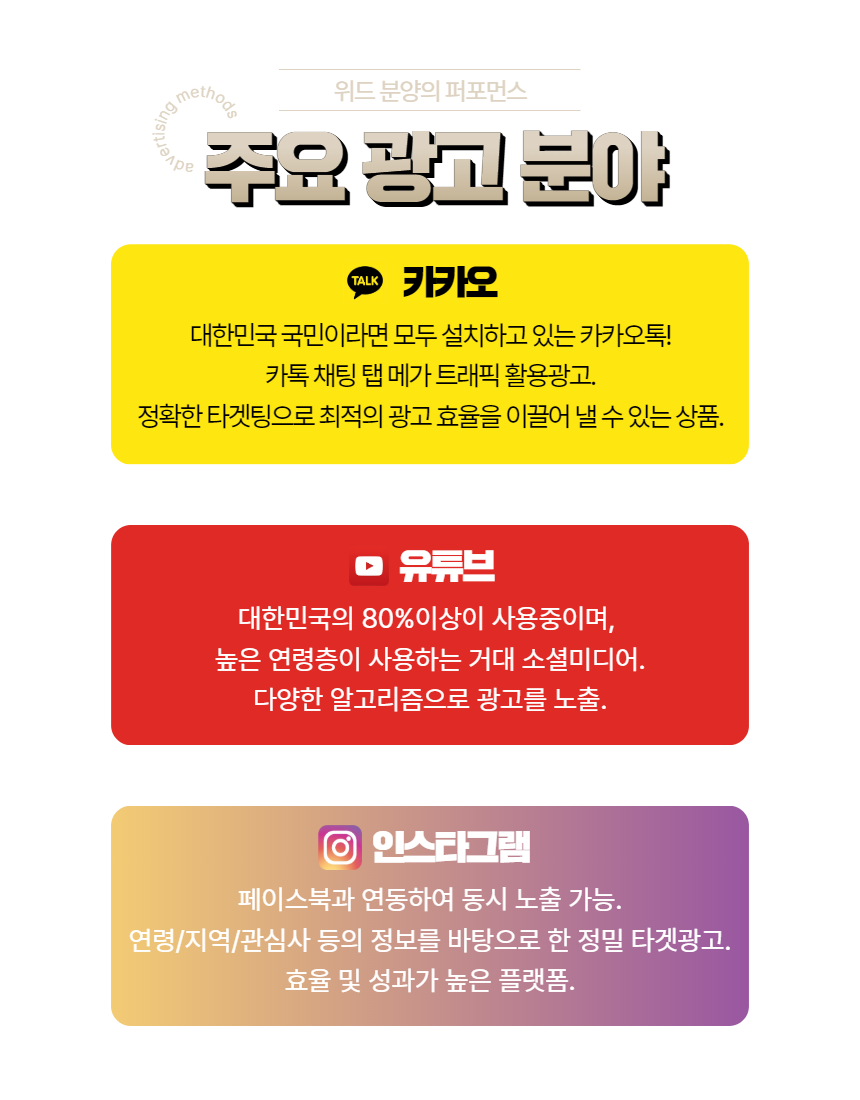 위드 분양의 퍼포먼스
advertising methods
주요 광고 분야
TALK 카카오
대한민국 국민이라면 모두 설치하고 있는 카카오톡!
카톡 채팅 탭 메가 트래픽 활용광고.
정확한 타겟팅으로 최적의 광고 효율을 이끌어 낼 수 있는 상품.
유튜브
대한민국의 80%이상이 사용중이며,
높은 연령층이 사용하는 거대 소셜미디어.
다양한 알고리즘으로 광고를 노출.
인스타그램
페이스북과 연동하여 동시 노출 가능.
연령/지역/관심사 등의 정보를 바탕으로 한 정밀 타겟광고.
효율 및 성과가 높은 플랫폼.